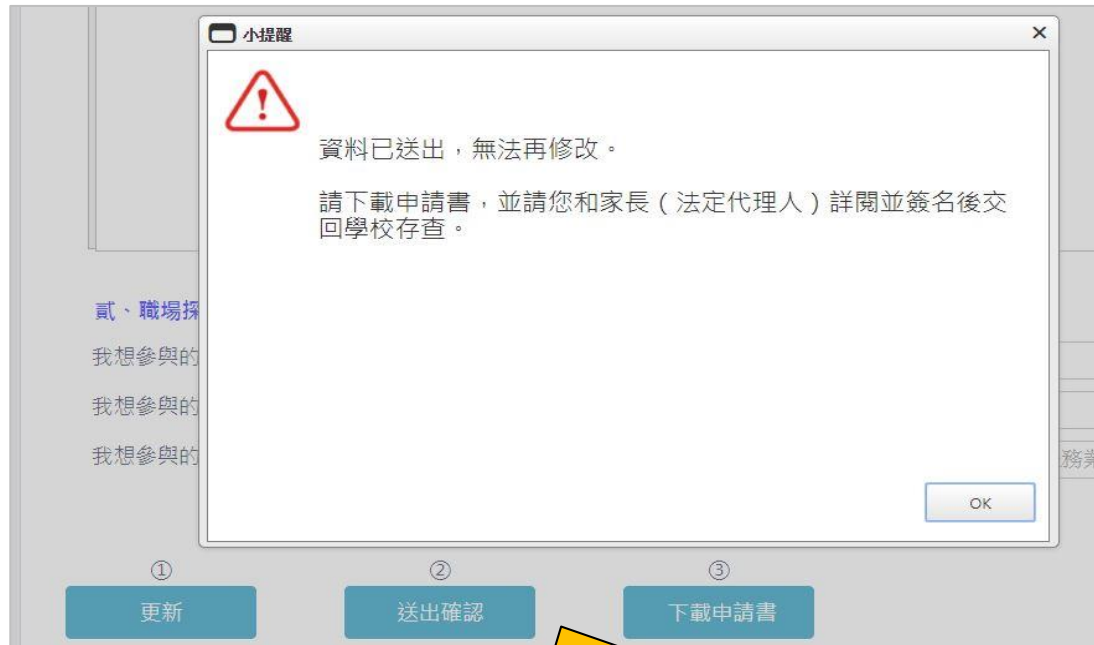 小提醒
資料已送出，無法再修改。
請下載申請書，並請您和家長（法定代理人）詳閱並簽名後交
回學校存查。
貳、職場探
我想參與的
我想參與的
我想參與的
務業
① ② ③
更新 送出確認 下載申請書
OK